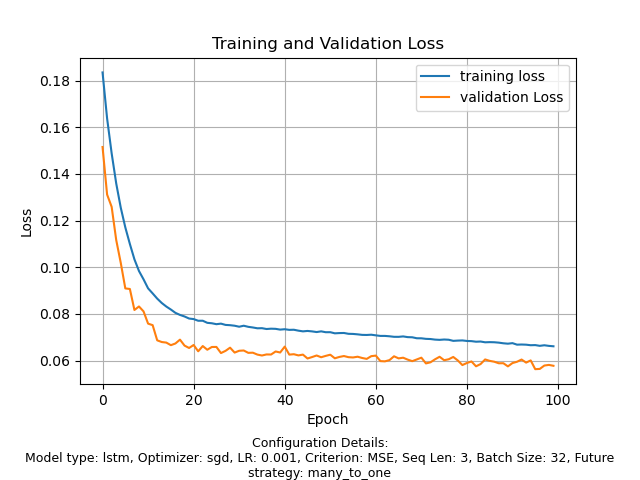 Training and Validation Loss
training loss
validation Loss
0.18
0.16
0.14
0.12
0.10
0.08
0.06
Loss
0
20
40
60
80
100
Epoch
Configuration Details:
Model type: lstm, Optimizer: sgd, LR: 0.001, Criterion: MSE, Seq Len: 3, Batch Size: 32, Future
strategy: many_to_one